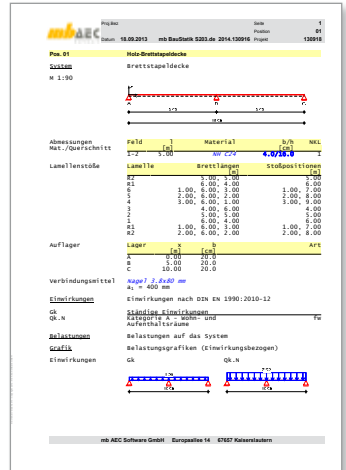 Proj.Bez
Seite 1
Position 01
mb AEC
Datum 18.09.2013 mb BauStatik S203.de 2014.130916 Projekt 130918
Pos. 01 Holz-Brettstapeldecke
System Brettstapeldecke
M 1:90
Abmessungen Feld l Material b/h NKL
Mat./Querschnitt [m] [cm]
1-2 5.00 NH C24 4.0/16.0 1
Lamellenstöße Lamelle Brettlängen Stoßpositionen
[m] [m]
R2 5.00, 5.00 5.00
R1 6.00, 4.00 6.00
6 1.00, 6.00, 3.00 1.00, 7.00
5 2.00, 6.00, 2.00 2.00, 8.00
4 3.00, 6.00, 1.00 3.00, 9.00
3 4.00, 6.00 4.00
2 5.00, 5.00 5.00
1 6.00, 4.00 6.00
R1 1.00, 6.00, 3.00 1.00, 7.00
R2 2.00, 6.00, 2.00 2.00, 8.00
Auflager Lager x b Art
[m] [cm]
A 0.00 20.0
B 5.00 20.0
C 10.00 20.0
Verbindungsmittel Nagel 3.8x80 mm
a₁ = 400 mm
Einwirkungen Einwirkungen nach DIN EN 1990:2010-12
Gk Ständige Einwirkungen
Qk.N Kategorie A - Wohn- und fw
Aufenthaltsräume
Belastungen Belastungen auf das System
Grafik Belastungsgrafiken (Einwirkungsbezogen)
Einwirkungen Gk Qk.N
mb AEC Software GmbH Europaallee 14 67657 Kaiserslautern